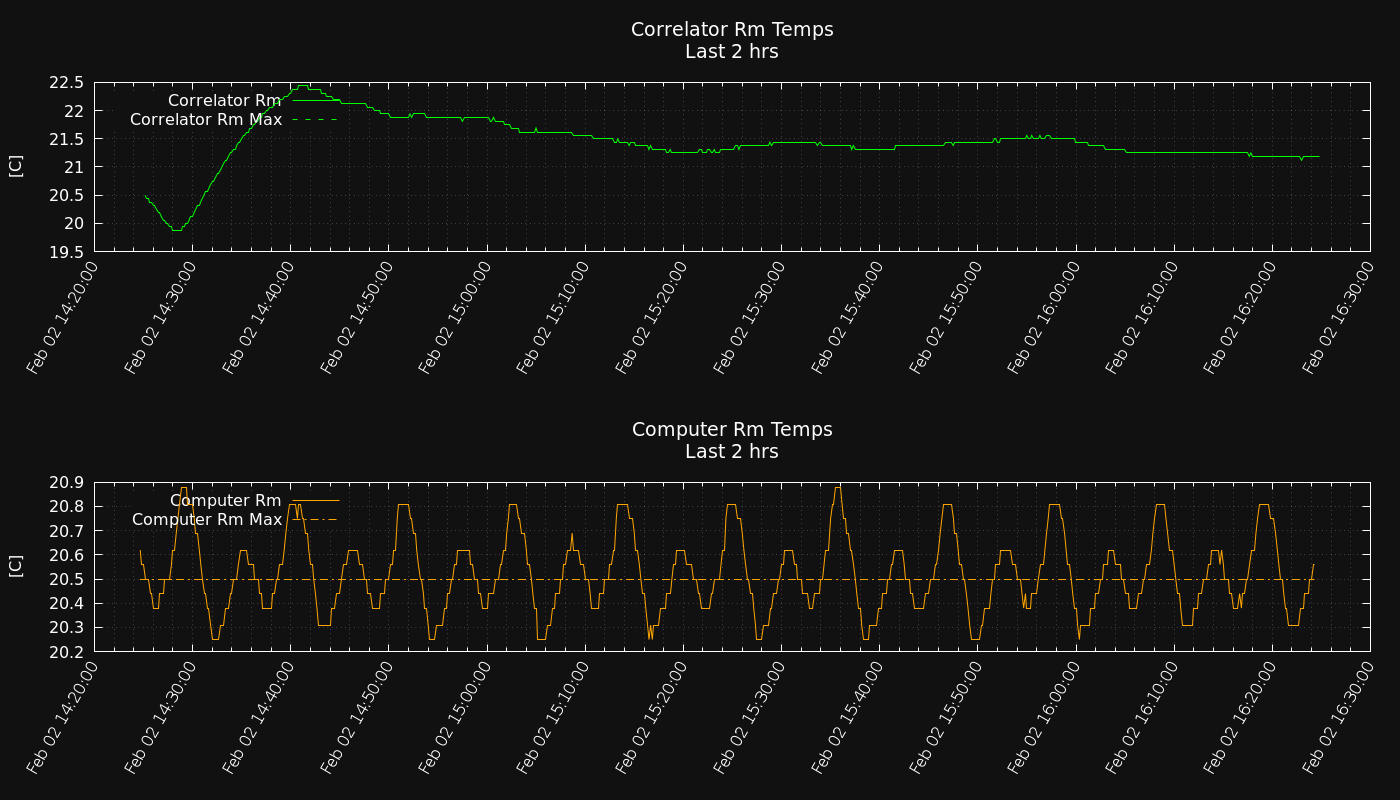 Correlator Rm Temps
Last 2 hrs
[C]
22.5
22
21.5
21
20.5
20
19.5
Correlator Rm
Correlator Rm Max
Feb 02 14:20:00
Feb 02 14:30:00
Feb 02 14:40:00
Feb 02 14:50:00
Feb 02 15:00:00
Feb 02 15:10:00
Feb 02 15:20:00
Feb 02 15:30:00
Feb 02 15:40:00
Feb 02 15:50:00
Feb 02 16:00:00
Feb 02 16:10:00
Feb 02 16:20:00
Feb 02 16:30:00
Computer Rm Temps
Last 2 hrs
[C]
20.9
20.8
20.7
20.6
20.5
20.4
20.3
20.2
Computer Rm
Computer Rm Max
Feb 02 14:20:00
Feb 02 14:30:00
Feb 02 14:40:00
Feb 02 14:50:00
Feb 02 15:00:00
Feb 02 15:10:00
Feb 02 15:20:00
Feb 02 15:30:00
Feb 02 15:40:00
Feb 02 15:50:00
Feb 02 16:00:00
Feb 02 16:10:00
Feb 02 16:20:00
Feb 02 16:30:00